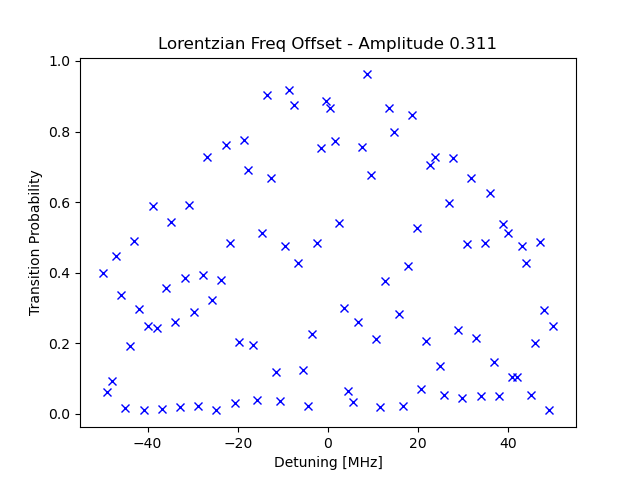 Lorentzian Freq Offset - Amplitude 0.311
Transition Probability
1.0
0.8
0.6
0.4
0.2
0.0
−40 −20 0 20 40
Detuning [MHz]